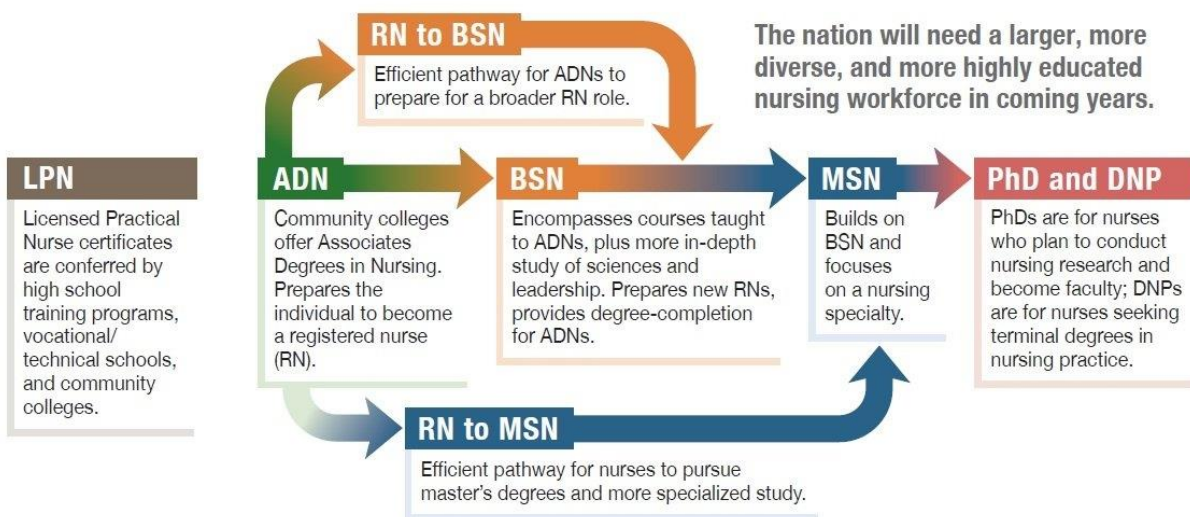 RN to BSN
Efficient pathway for ADNs to
prepare for a broader RN role.
The nation will need a larger, more
diverse, and more highly educated
nursing workforce in coming years.
LPN
Licensed Practical
Nurse certificates
are conferred by
high school
training programs,
vocational/
technical schools,
and community
colleges.
ADN
Community colleges
offer Associates
Degrees in Nursing.
Prepares the
individual to become
a registered nurse
(RN).
BSN
Encompasses courses taught
to ADNs, plus more in-depth
study of sciences and
leadership. Prepares new RNs,
provides degree-completion
for ADNs.
MSN
Builds on
BSN and
focuses
on a nursing
specialty.
PhD and DNP
PhDs are for nurses
who plan to conduct
nursing research and
become faculty; DNPs
are for nurses seeking
terminal degrees in
nursing practice.
RN to MSN
Efficient pathway for nurses to pursue
master's degrees and more specialized study.